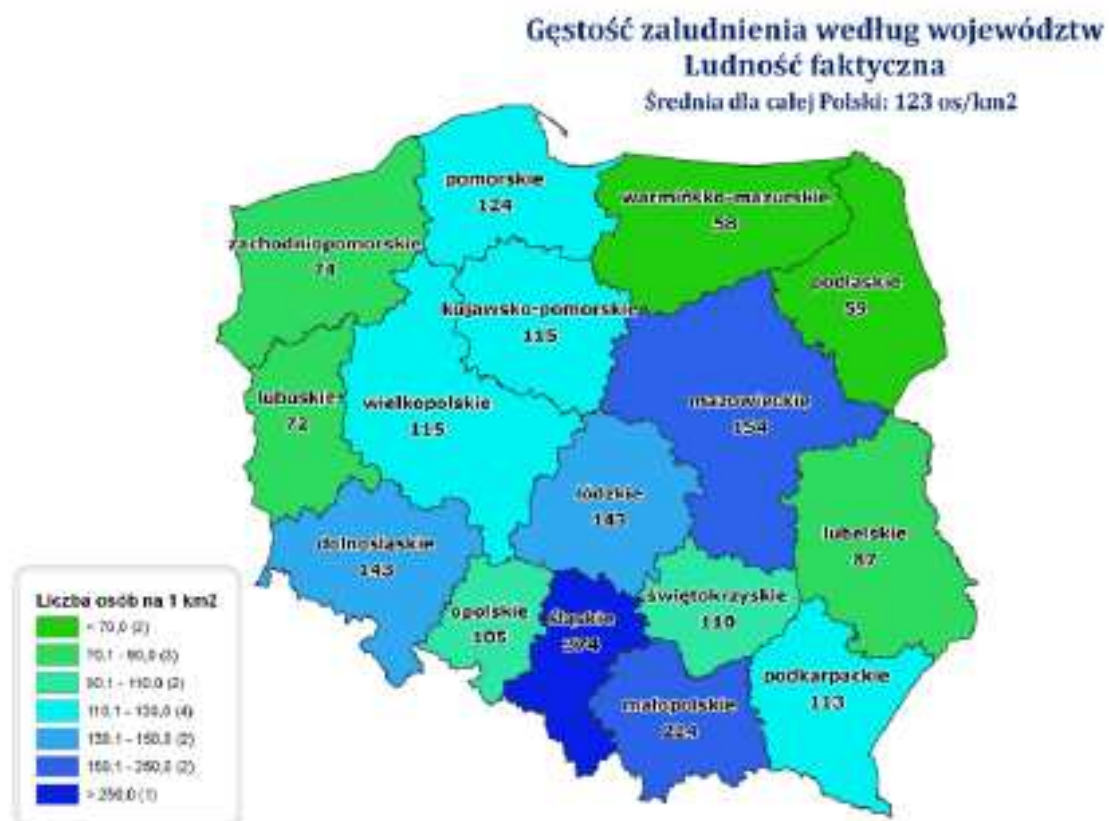 Gęstość zaludnienia według województw
Ludność faktyczna
Średnia dla całej Polski: 123 os/km2
pomorskie
124
warmińsko-mazurskie
58
zachodniopomorskie
74
podlaskie
59
kujawsko-pomorskie
115
lubuskie
72
wielkopolskie
115
mazowieckie
154
łódzkie
143
lubelskie
87
dolnośląskie
143
opolskie
105
śląskie
374
świętokrzyskie
110
małopolskie
224
podkarpackie
113
Liczba osób na 1 km2
< 70,0 (2)
70,1 - 90,0 (3)
90,1 - 110,0 (2)
110,1 - 130,0 (4)
130,1 - 150,0 (2)
150,1 - 250,0 (2)
> 250,0 (1)